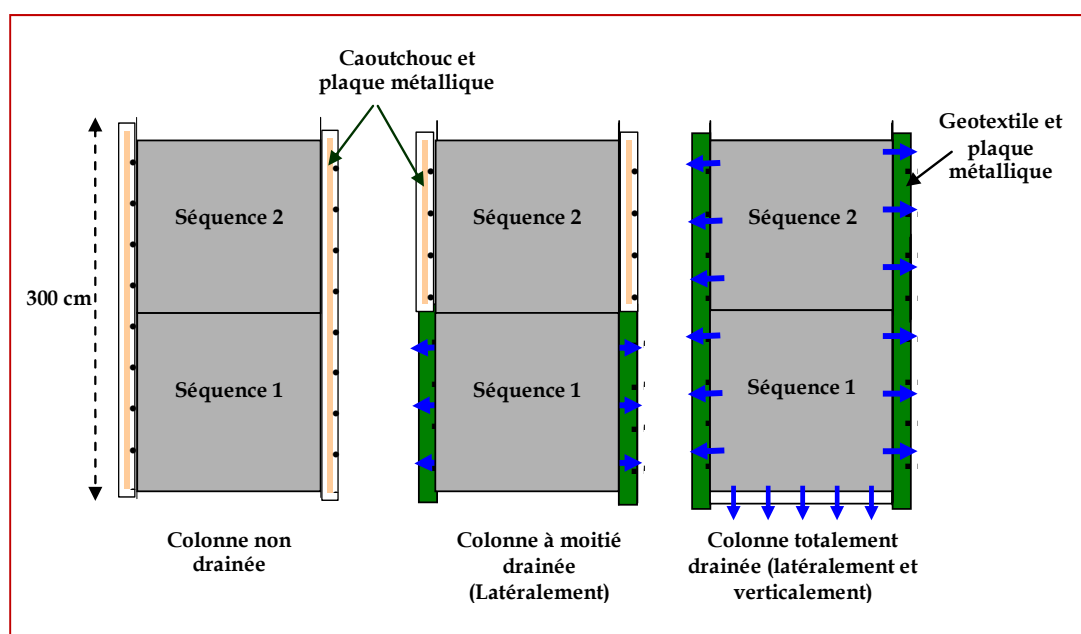 Caoutchouc et
plaque métallique
Geotextile et
plaque
métallique
300 cm
Séquence 2
Séquence 2
Séquence 2
Séquence 1
Séquence 1
Séquence 1
Colonne non
drainée
Colonne à moitié
drainée
(Latéralement)
Colonne totalement
drainée (latéralement et
verticalement)